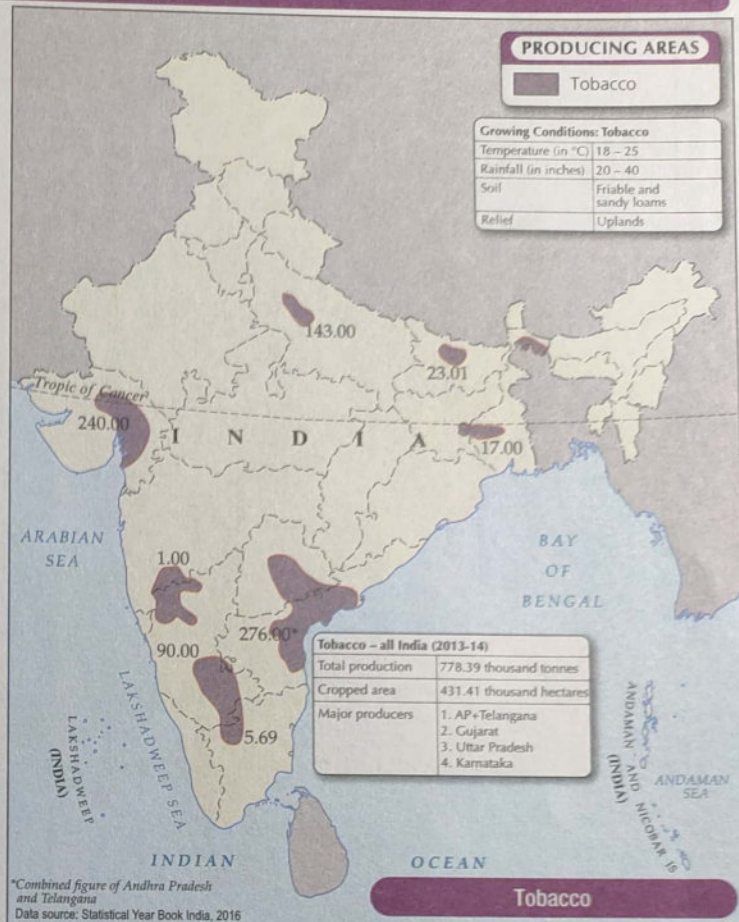 PRODUCING AREAS
Tobacco
Growing Conditions: Tobacco
Temperature (in °C) 18 – 25
Rainfall (in inches) 20 – 40
Soil Friable and
sandy loams
Relief Uplands
143.00
23.01
Tropic of Cancer
240.00
I N D I A
17.00
ARABIAN
SEA
BAY
OF
BENGAL
1.00
276.00*
90.00
5.69
Tobacco – all India (2013-14)
Total production 778.39 thousand tonnes
Cropped area 431.41 thousand hectares
Major producers 1. AP+Telangana
2. Gujarat
3. Uttar Pradesh
4. Karnataka
LAKSHADWEEP
(INDIA)
LAKSHADWEEP SEA
ANDAMAN AND NICOBAR IS
(INDIA)
ANDAMAN
SEA
INDIAN OCEAN
*Combined figure of Andhra Pradesh
and Telangana
Data source: Statistical Year Book India, 2016
Tobacco